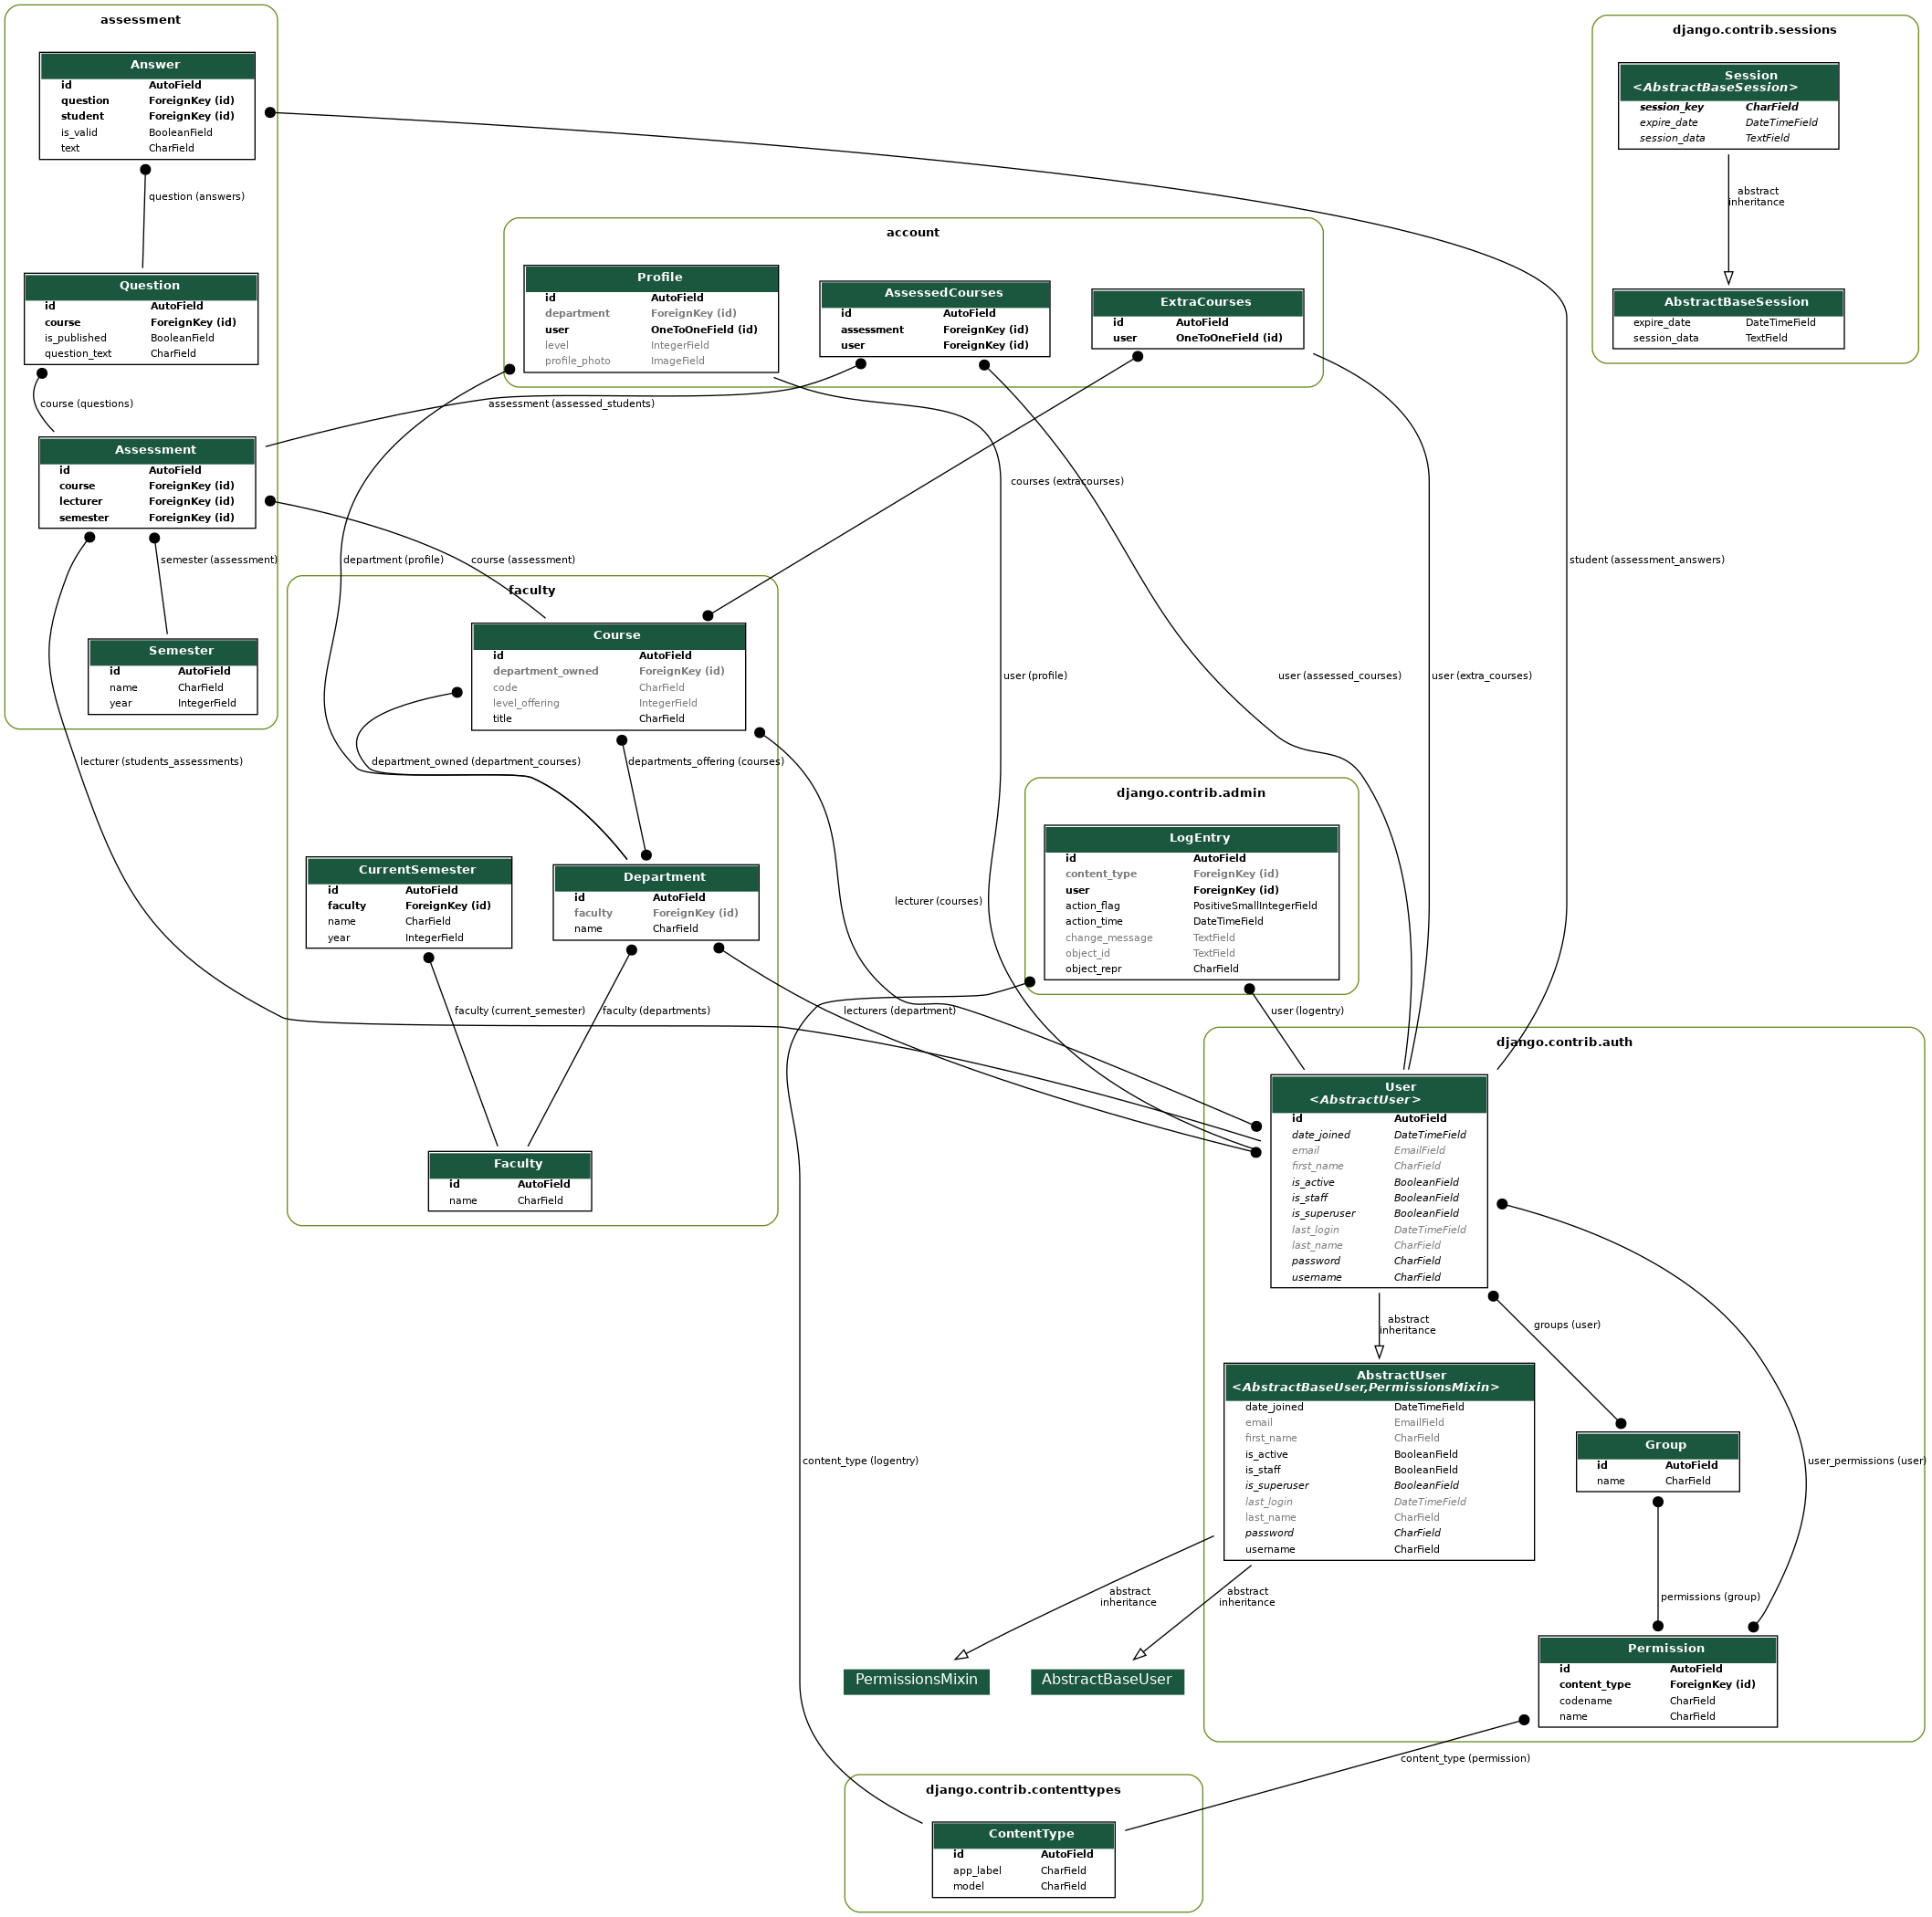 assessment
Answer
id AutoField
question ForeignKey (id)
student ForeignKey (id)
is_valid BooleanField
text CharField
question (answers)
Question
id AutoField
course ForeignKey (id)
is_published BooleanField
question_text CharField
course (questions)
Assessment
id AutoField
course ForeignKey (id)
lecturer ForeignKey (id)
semester ForeignKey (id)
semester (assessment)
Semester
id AutoField
name CharField
year IntegerField
lecturer (students_assessments)
account
Profile
id AutoField
department ForeignKey (id)
user OneToOneField (id)
level IntegerField
profile_photo ImageField
AssessedCourses
id AutoField
assessment ForeignKey (id)
user ForeignKey (id)
ExtraCourses
id AutoField
user OneToOneField (id)
assessment (assessed_students)
courses (extracourses)
department (profile)
course (assessment)
student (assessment_answers)
user (profile)
user (assessed_courses)
user (extra_courses)
django.contrib.sessions
Session
<AbstractBaseSession>
session_key CharField
expire_date DateTimeField
session_data TextField
abstract
inheritance
AbstractBaseSession
expire_date DateTimeField
session_data TextField
faculty
Course
id AutoField
department_owned ForeignKey (id)
code CharField
level_offering IntegerField
title CharField
department_owned (department_courses)
departments_offering (courses)
CurrentSemester
id AutoField
faculty ForeignKey (id)
name CharField
year IntegerField
Department
id AutoField
faculty ForeignKey (id)
name CharField
lecturer (courses)
faculty (current_semester)
faculty (departments)
lecturers (department)
Faculty
id AutoField
name CharField
django.contrib.admin
LogEntry
id AutoField
content_type ForeignKey (id)
user ForeignKey (id)
action_flag PositiveSmallIntegerField
action_time DateTimeField
change_message TextField
object_id TextField
object_repr CharField
user (logentry)
django.contrib.auth
User
<AbstractUser>
id AutoField
date_joined DateTimeField
email EmailField
first_name CharField
is_active BooleanField
is_staff BooleanField
is_superuser BooleanField
last_login DateTimeField
last_name CharField
password CharField
username CharField
abstract
inheritance
groups (user)
AbstractUser
<AbstractBaseUser,PermissionsMixin>
date_joined DateTimeField
email EmailField
first_name CharField
is_active BooleanField
is_staff BooleanField
is_superuser BooleanField
last_login DateTimeField
last_name CharField
password CharField
username CharField
Group
id AutoField
name CharField
user_permissions (user)
content_type (logentry)
abstract
inheritance
abstract
inheritance
permissions (group)
PermissionsMixin
AbstractBaseUser
Permission
id AutoField
content_type ForeignKey (id)
codename CharField
name CharField
content_type (permission)
django.contrib.contenttypes
ContentType
id AutoField
app_label CharField
model CharField